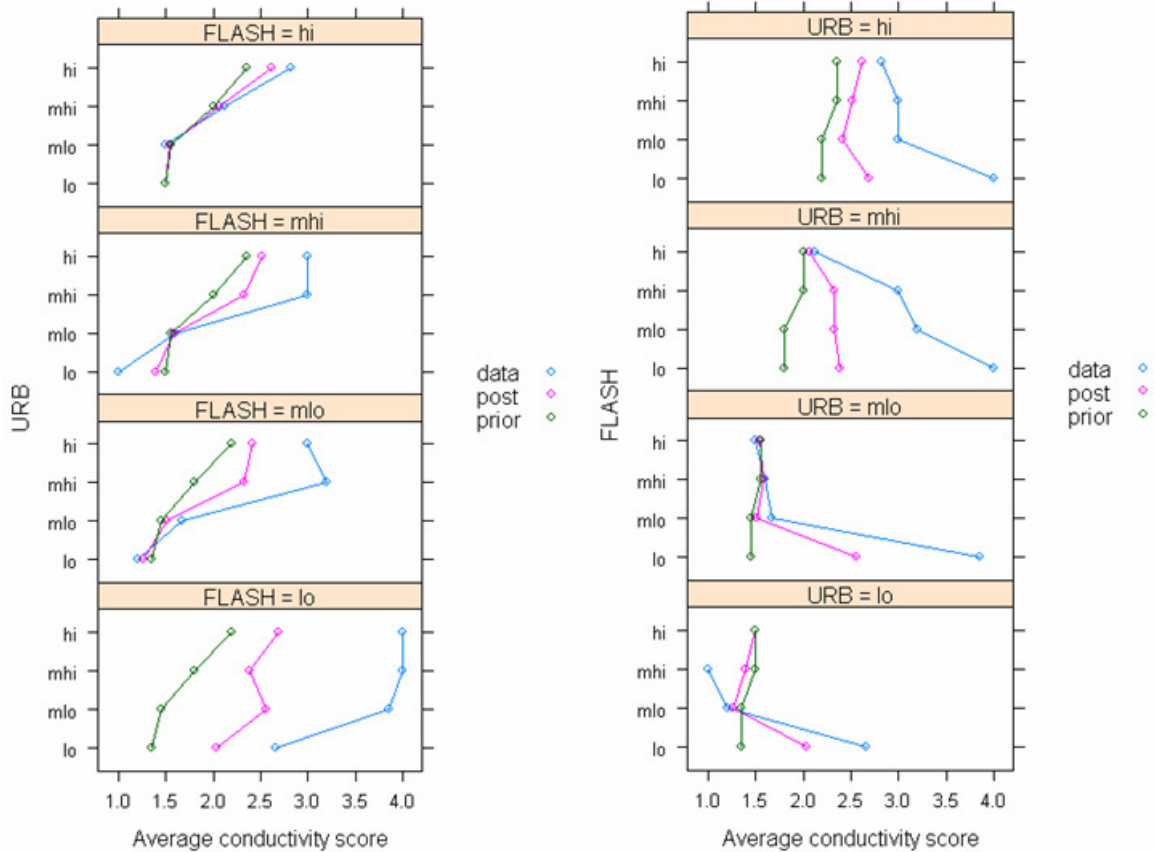 FLASH = hi
hi
mhi
mlo
lo
FLASH = mhi
hi
mhi
mlo
lo
FLASH = mlo
hi
mhi
mlo
lo
FLASH = lo
hi
mhi
mlo
lo
URB
1.0 1.5 2.0 2.5 3.0 3.5 4.0
Average conductivity score
data
post
prior
URB = hi
hi
mhi
mlo
lo
URB = mhi
hi
mhi
mlo
lo
URB = mlo
hi
mhi
mlo
lo
URB = lo
hi
mhi
mlo
lo
FLASH
1.0 1.5 2.0 2.5 3.0 3.5 4.0
Average conductivity score
data
post
prior